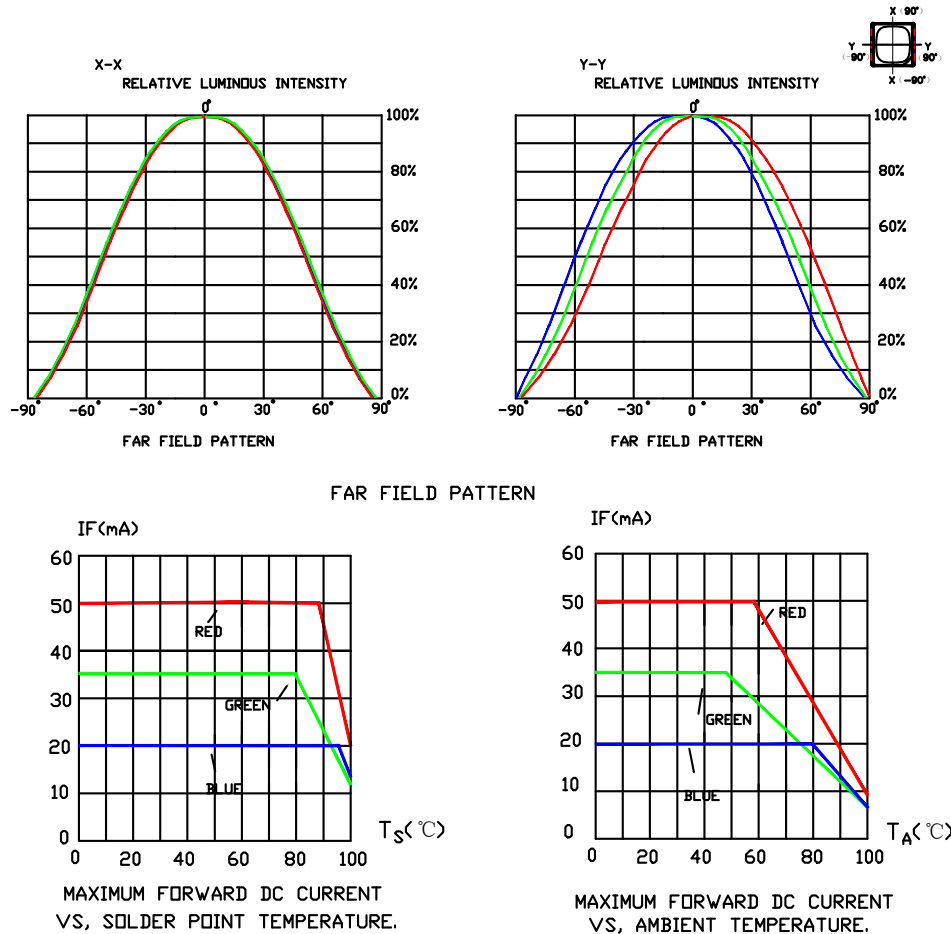 X (90°)
Y Y
(-90°) (90°)
X (-90°)
X-X
RELATIVE LUMINOUS INTENSITY
0°
100%
80%
60%
40%
20%
0%
-90° -60° -30° 0° 30° 60° 90°
FAR FIELD PATTERN
Y-Y
RELATIVE LUMINOUS INTENSITY
0°
100%
80%
60%
40%
20%
0%
-90° -60° -30° 0° 30° 60° 90°
FAR FIELD PATTERN
FAR FIELD PATTERN
IF(mA)
60
50
40
30
20
10
0
RED
GREEN
BLUE
0 20 40 60 80 100
TS(℃)
MAXIMUM FORWARD DC CURRENT
VS, SOLDER POINT TEMPERATURE.
IF(mA)
60
50
40
30
20
10
0
RED
GREEN
BLUE
0 20 40 60 80 100
TA(℃)
MAXIMUM FORWARD DC CURRENT
VS, AMBIENT TEMPERATURE.